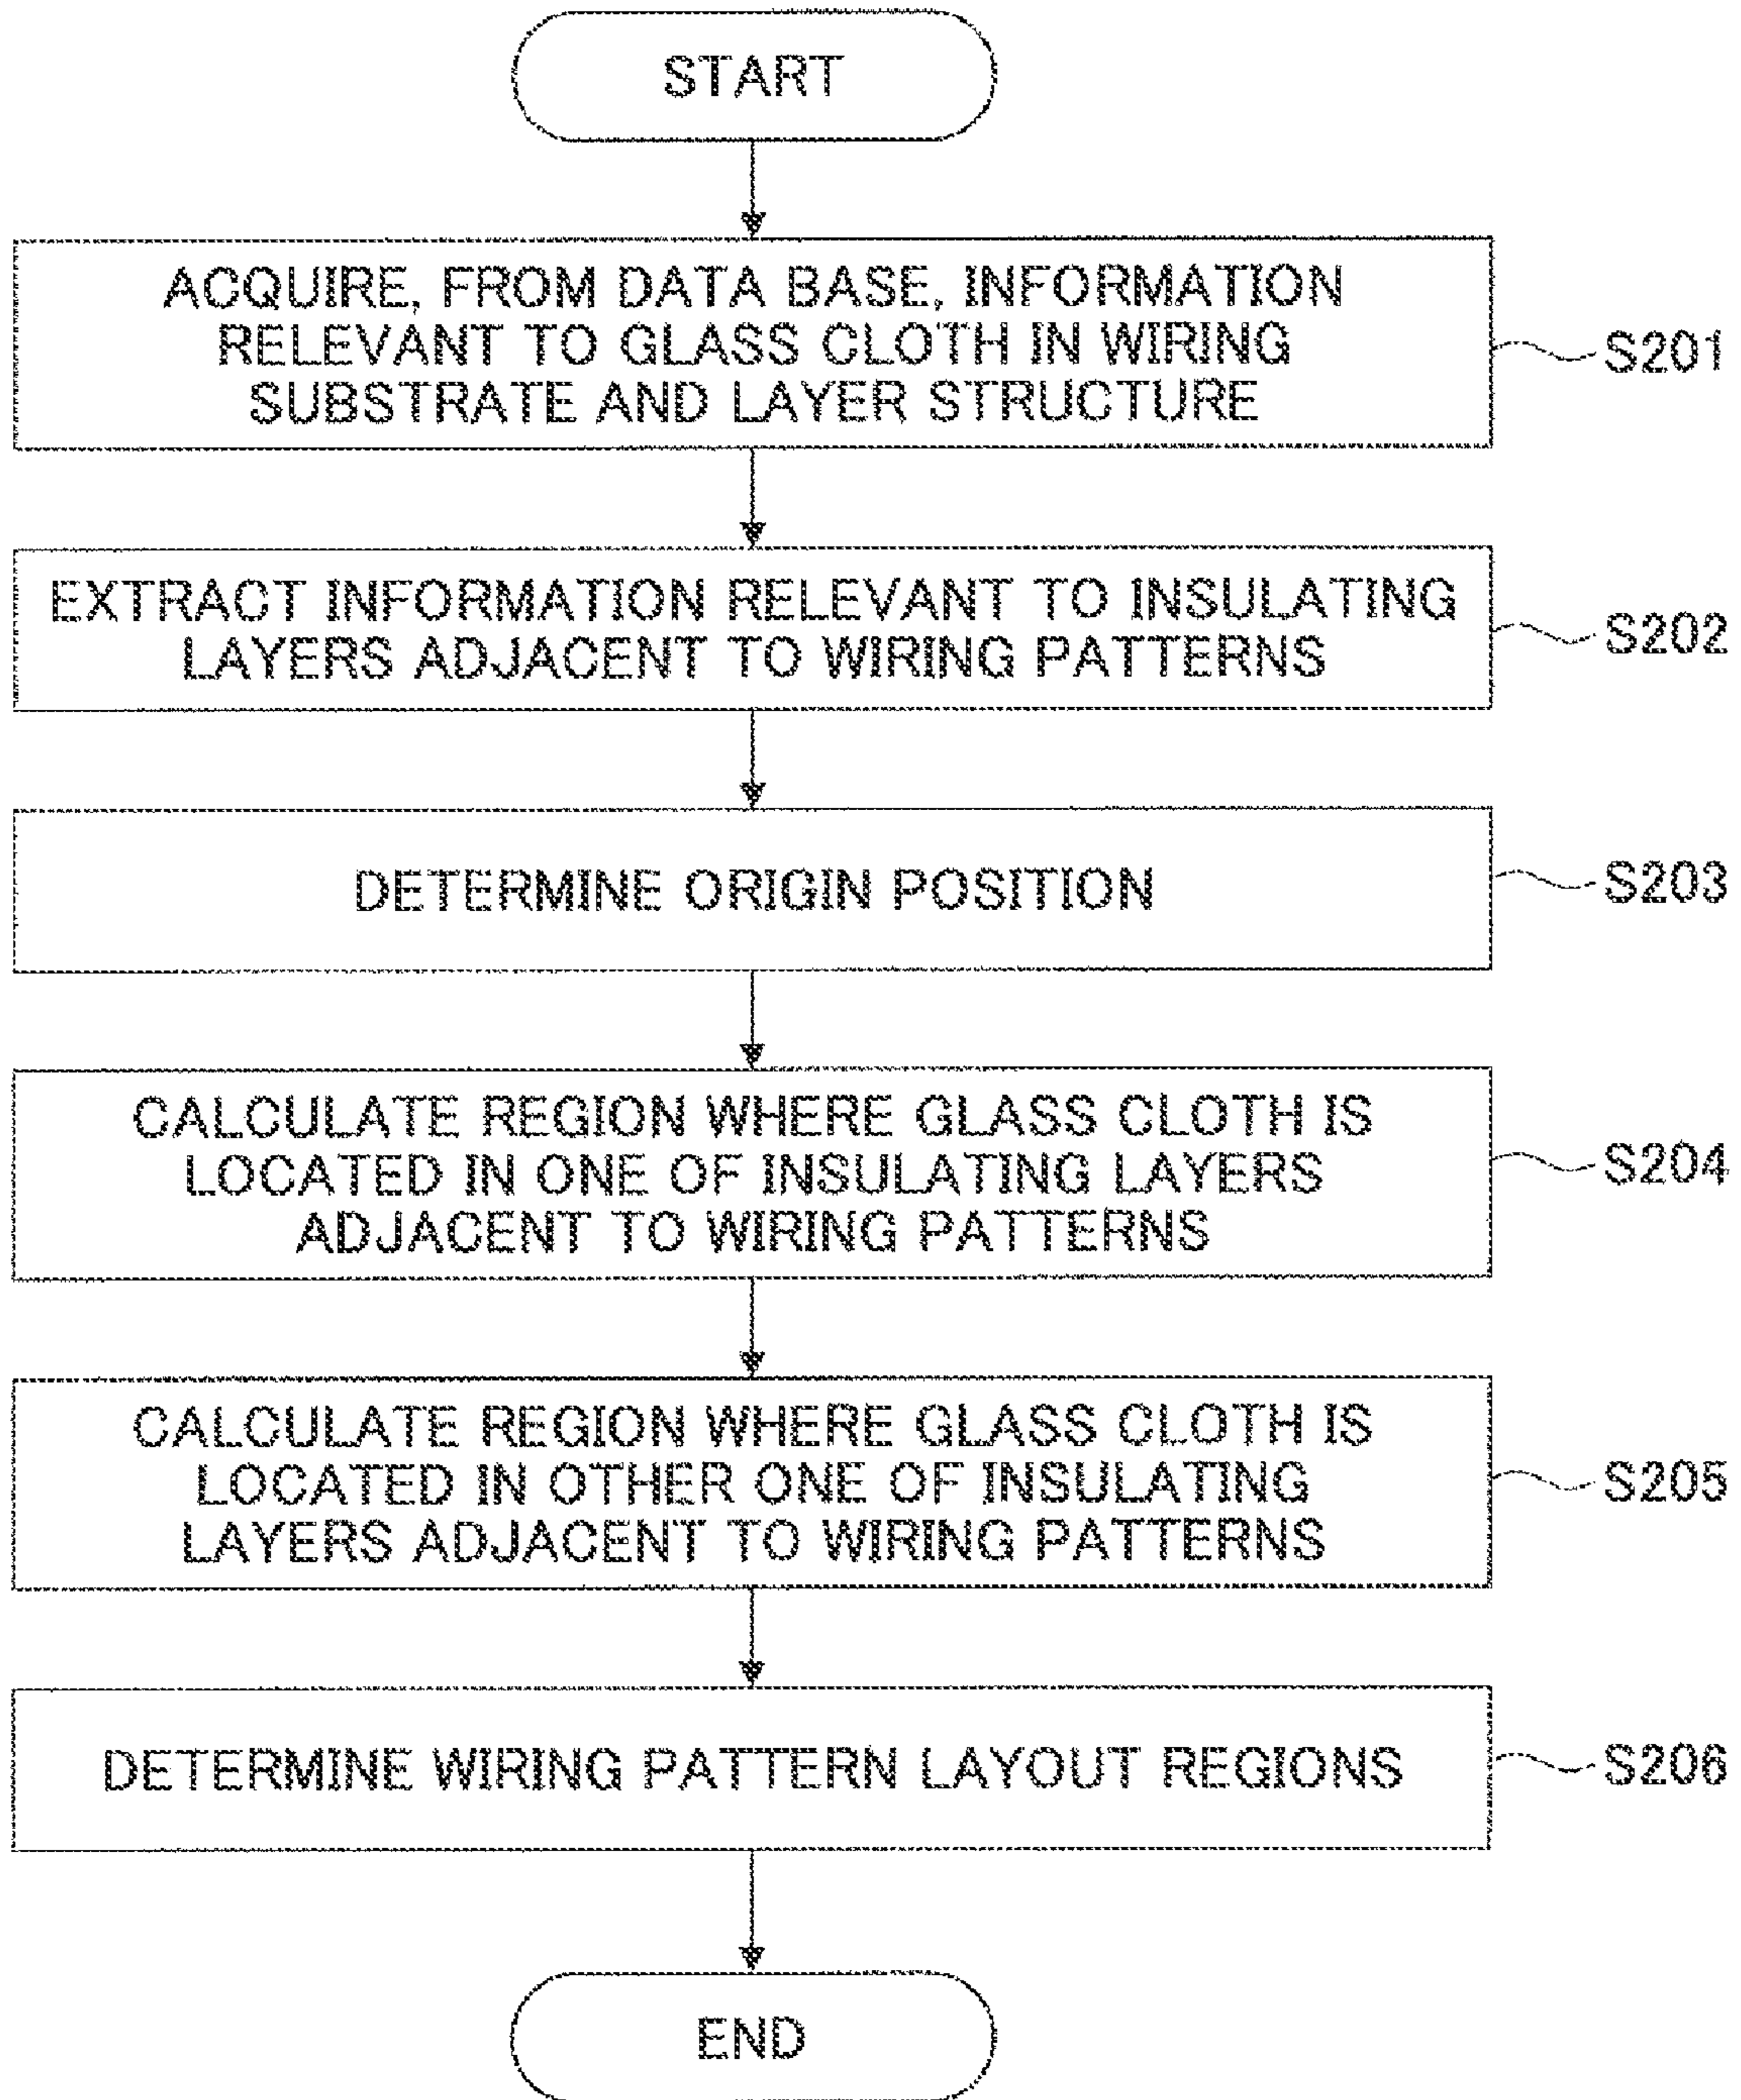 START
ACQUIRE, FROM DATA BASE, INFORMATION
RELEVANT TO GLASS CLOTH IN WIRING
SUBSTRATE AND LAYER STRUCTURE
S201
EXTRACT INFORMATION RELEVANT TO INSULATING
LAYERS ADJACENT TO WIRING PATTERNS
S202
DETERMINE ORIGIN POSITION
S203
CALCULATE REGION WHERE GLASS CLOTH IS
LOCATED IN ONE OF INSULATING LAYERS
ADJACENT TO WIRING PATTERNS
S204
CALCULATE REGION WHERE GLASS CLOTH IS
LOCATED IN OTHER ONE OF INSULATING
LAYERS ADJACENT TO WIRING PATTERNS
S205
DETERMINE WIRING PATTERN LAYOUT REGIONS
S206
END